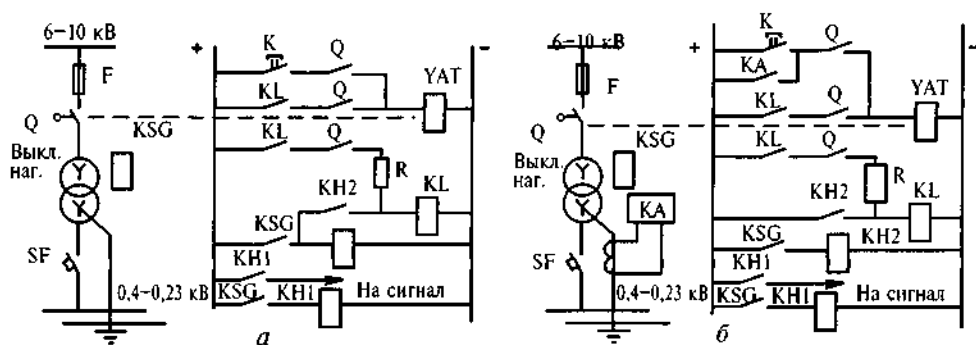 6–10 кВ
F
Q
Выкл.
наг.
SF
0,4–0,23 кВ
+
–
K
Q
YAT
KL
Q
KSG
KL
Q
R
KH2
KL
KSG
KH1
KSG
KH1
На сигнал
а
6–10 кВ
F
Q
Выкл.
наг.
SF
KA
0,4–0,23 кВ
+
–
K
Q
KA
YAT
KL
Q
KSG
KL
Q
R
KH2
KL
KSG
KH2
KH1
KSG
KH1
На сигнал
б